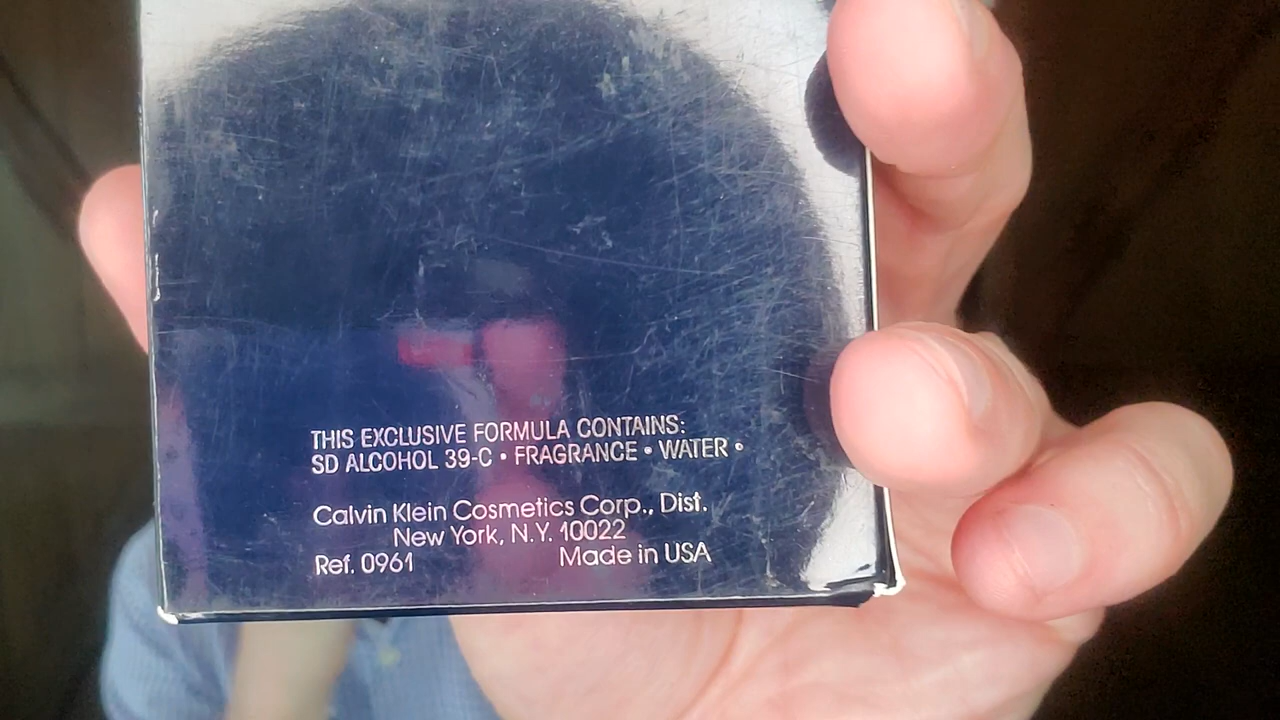 THIS EXCLUSIVE FORMULA CONTAINS:
SD ALCOHOL 39-C • FRAGRANCE • WATER •
Calvin Klein Cosmetics Corp., Dist.
New York, N.Y. 10022
Ref. 0961 Made in USA